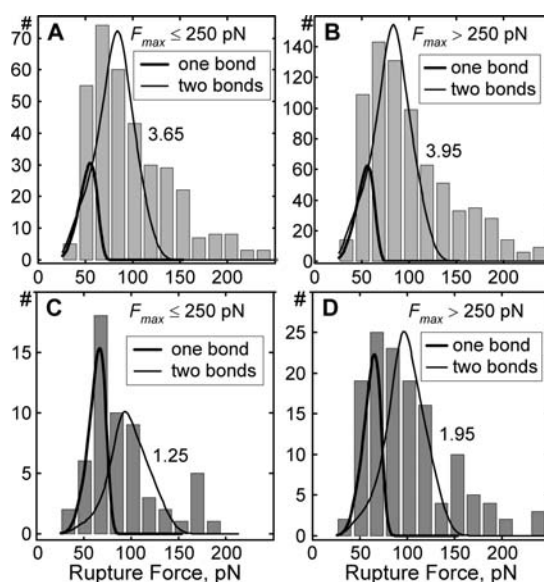 #
A
F_max ≤ 250 pN
one bond
two bonds
3.65
70
60
50
40
30
20
10
0
0 50 100 150 200
#
B
F_max > 250 pN
one bond
two bonds
3.95
140
120
100
80
60
40
20
0
0 50 100 150 200
#
C
F_max ≤ 250 pN
one bond
two bonds
1.25
15
10
5
0
0 50 100 150 200
Rupture Force, pN
#
D
F_max > 250 pN
one bond
two bonds
1.95
25
20
15
10
5
0
0 50 100 150 200
Rupture Force, pN